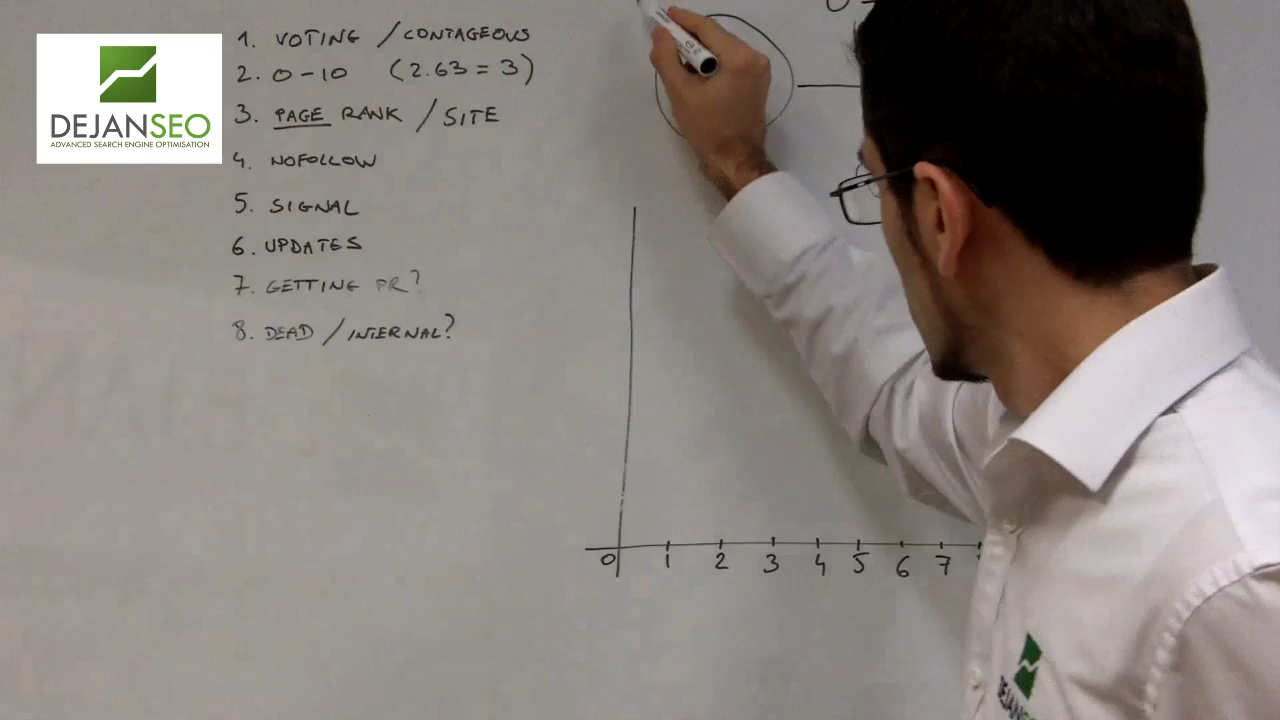 DEJANSEO
ADVANCED SEARCH ENGINE OPTIMISATION
1. VOTING / CONTAGEOUS
2. 0-10 (2.63 = 3)
3. PAGE RANK / SITE
4. NOFOLLOW
5. SIGNAL
6. UPDATES
7. GETTING PR?
8. DEAD / INTERNAL?
0 1 2 3 4 5 6 7